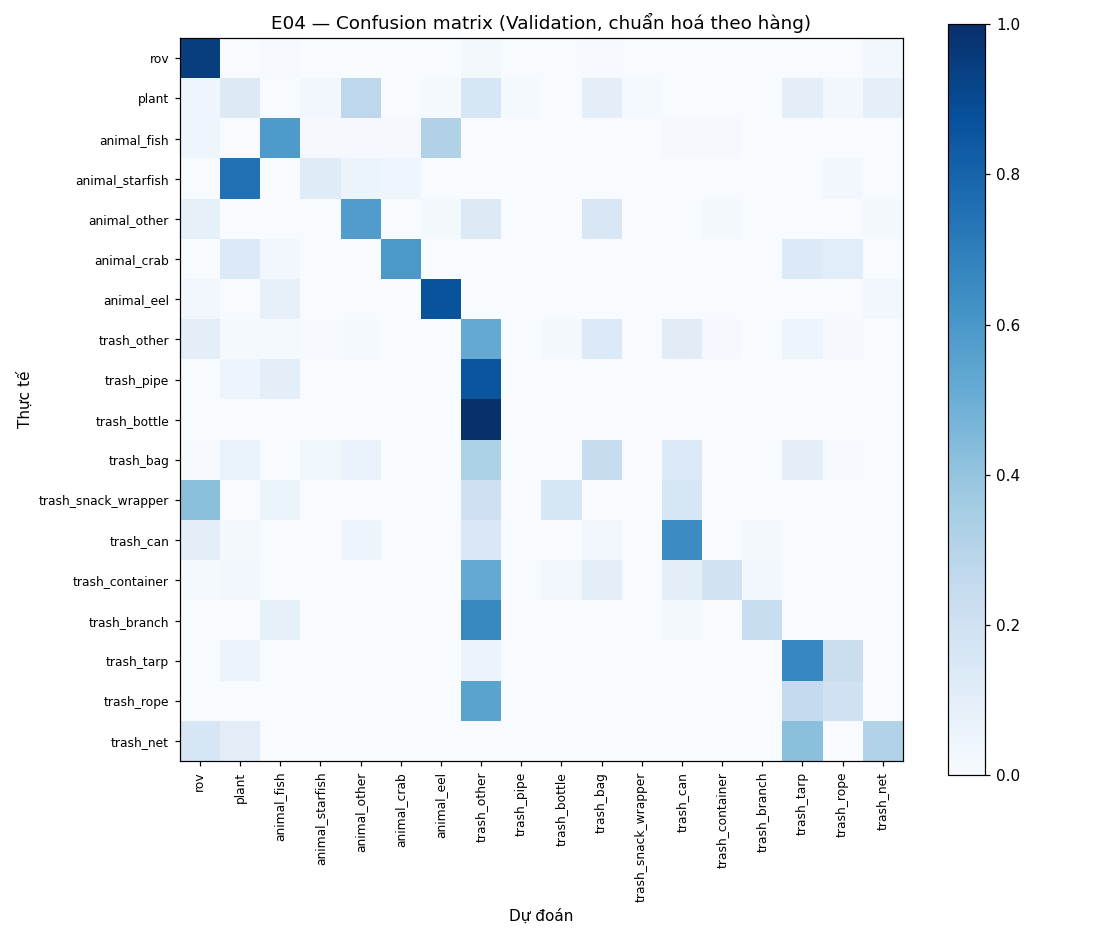 E04 — Confusion matrix (Validation, chuẩn hoá theo hàng)
Thực tế
rov
plant
animal_fish
animal_starfish
animal_other
animal_crab
animal_eel
trash_other
trash_pipe
trash_bottle
trash_bag
trash_snack_wrapper
trash_can
trash_container
trash_branch
trash_tarp
trash_rope
trash_net
rov
plant
animal_fish
animal_starfish
animal_other
animal_crab
animal_eel
trash_other
trash_pipe
trash_bottle
trash_bag
trash_snack_wrapper
trash_can
trash_container
trash_branch
trash_tarp
trash_rope
trash_net
Dự đoán
1.0
0.8
0.6
0.4
0.2
0.0